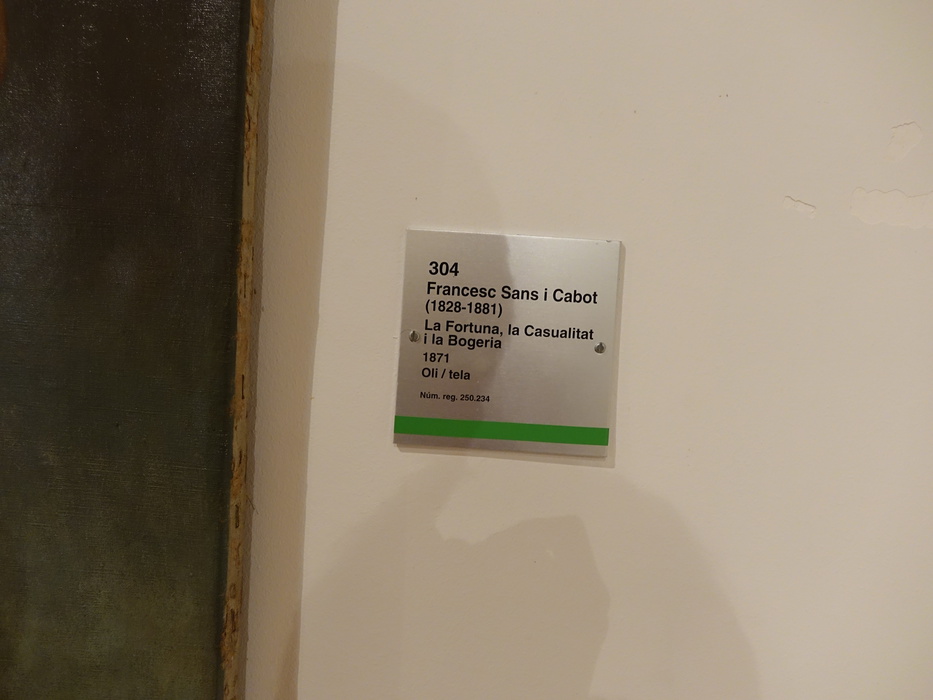 304
Francesc Sans i Cabot
(1828-1881)
La Fortuna, la Casualitat
i la Bogeria
1871
Oli / tela
Núm. reg. 250.234